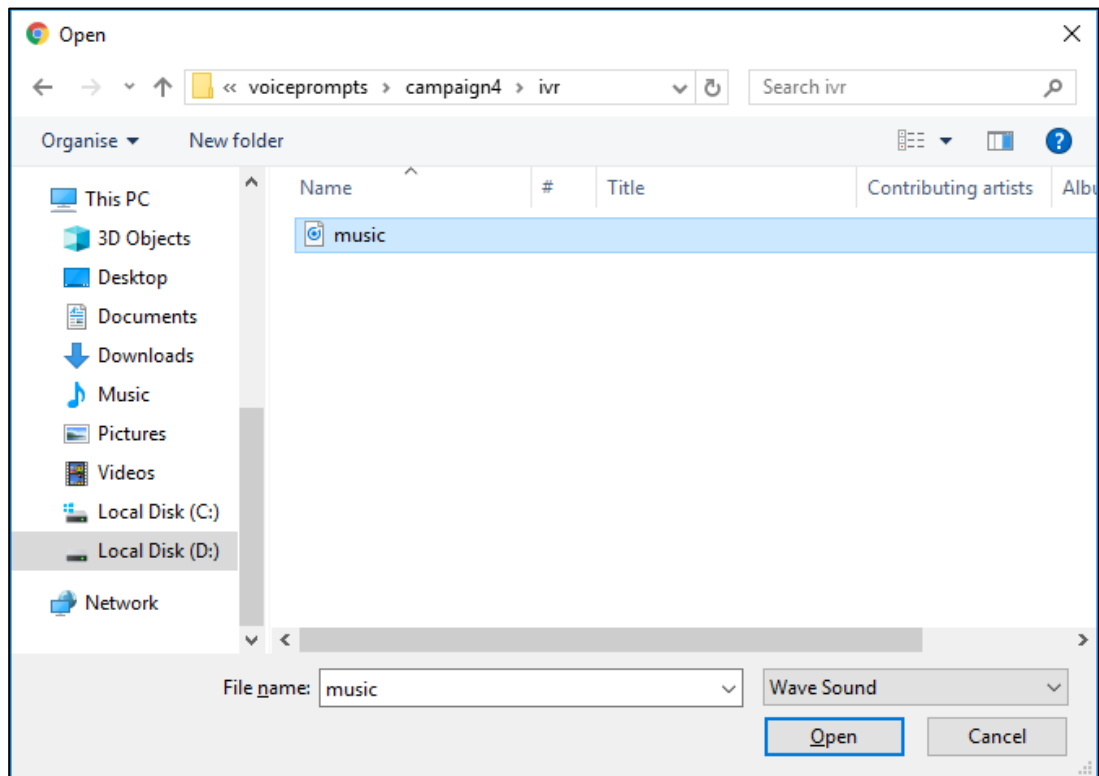 Open
« voiceprompts › campaign4 › ivr
Search ivr
Organise
New folder
?
Name
#
Title
Contributing artists
Albu
This PC
3D Objects
Desktop
Documents
Downloads
Music
Pictures
Videos
Local Disk (C:)
Local Disk (D:)
Network
music
File name:
music
Wave Sound
Open
Cancel